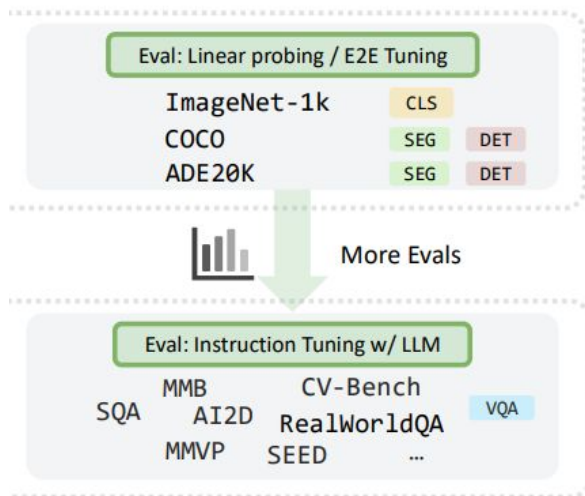 Eval: Linear probing / E2E Tuning
ImageNet-1k CLS
COCO SEG DET
ADE20K SEG DET
More Evals
Eval: Instruction Tuning w/ LLM
MMB CV-Bench
SQA AI2D RealWorldQA VQA
MMVP SEED …